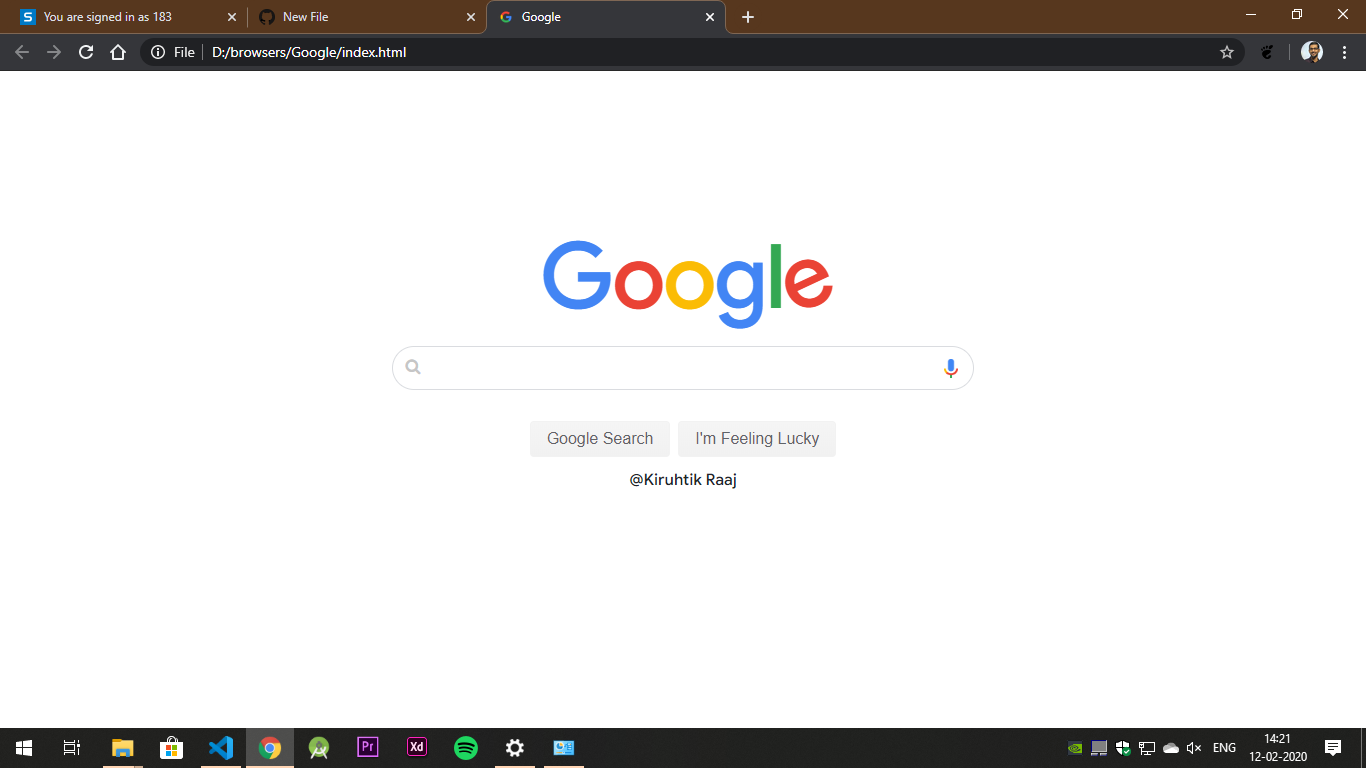 You are signed in as 183
New File
Google
File
D:/browsers/Google/index.html
Google
Google Search
I'm Feeling Lucky
@Kiruhtik Raaj
Pr
Xd
ENG
14:21
12-02-2020